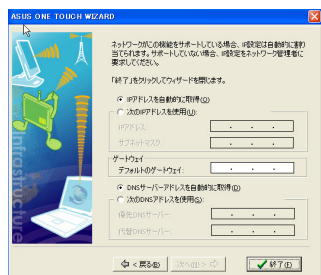 ASUS ONE TOUCH WIZARD
ネットワークがこの機能をサポートしている場合、IP設定は自動的に割り
当てられます。サポートしていない場合、IP設定をネットワーク管理者に
要求してください。
「終了」をクリックしてウィザードを閉じます。
IPアドレスを自動的に取得(O)
次のIPアドレスを使用(U):
IPアドレス
サブネットマスク
ゲートウェイ
デフォルトのゲートウェイ:
DNSサーバーアドレスを自動的に取得(D)
次のDNSアドレスを使用(S):
優先DNSサーバー
代替DNSサーバー
Infrastructure
< 戻る(B)
次へ(N) >
終了(F)